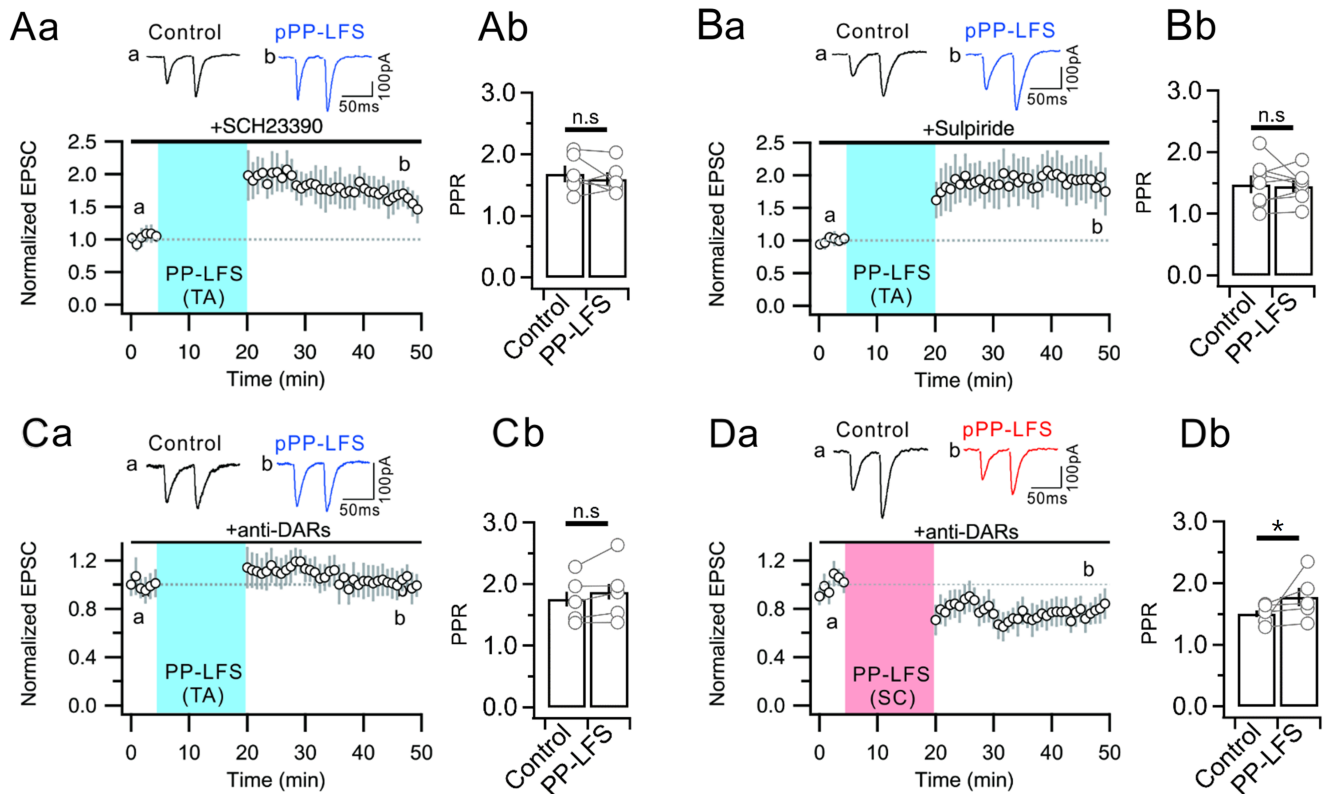 Aa
Control
pPP-LFS
a
b
100pA
50ms
+SCH23390
Normalized EPSC
2.5
2.0
1.5
1.0
0.5
0.0
a
b
PP-LFS
(TA)
0 10 20 30 40 50
Time (min)
Ab
3.0
2.0
1.0
0.0
PPR
n.s
Control
PP-LFS
Ba
Control
pPP-LFS
a
b
100pA
50ms
+Sulpiride
Normalized EPSC
2.5
2.0
1.5
1.0
0.5
0.0
a
b
PP-LFS
(TA)
0 10 20 30 40 50
Time (min)
Bb
3.0
2.0
1.0
0.0
PPR
n.s
Control
PP-LFS
Ca
Control
pPP-LFS
a
b
100pA
50ms
+anti-DARs
Normalized EPSC
1.2
0.8
0.4
0.0
a
b
PP-LFS
(TA)
0 10 20 30 40 50
Time (min)
Cb
3.0
2.0
1.0
0.0
PPR
n.s
Control
PP-LFS
Da
Control
pPP-LFS
a
b
100pA
50ms
+anti-DARs
Normalized EPSC
1.2
0.8
0.4
0.0
a
b
PP-LFS
(SC)
0 10 20 30 40 50
Time (min)
Db
3.0
2.0
1.0
0.0
PPR
*
Control
PP-LFS